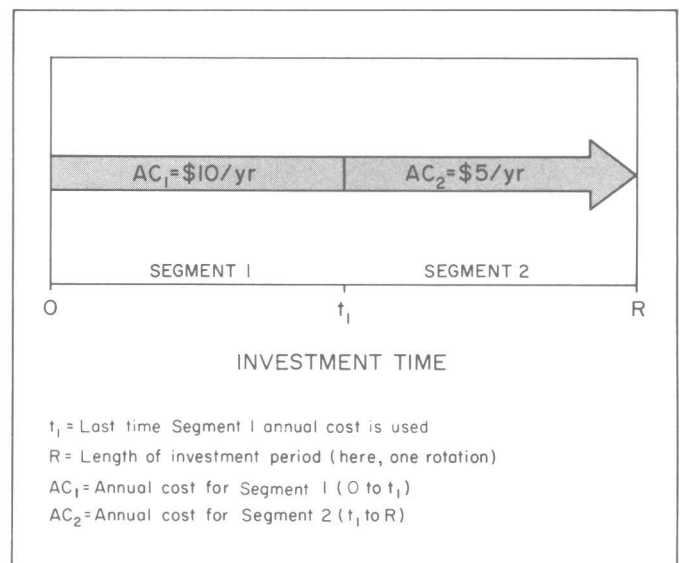 AC₁=$10/yr AC₂=$5/yr
SEGMENT 1 SEGMENT 2
0 t₁ R
INVESTMENT TIME
t₁ = Last time Segment 1 annual cost is used
R = Length of investment period (here, one rotation)
AC₁ = Annual cost for Segment 1 (0 to t₁)
AC₂ = Annual cost for Segment 2 (t₁ to R)